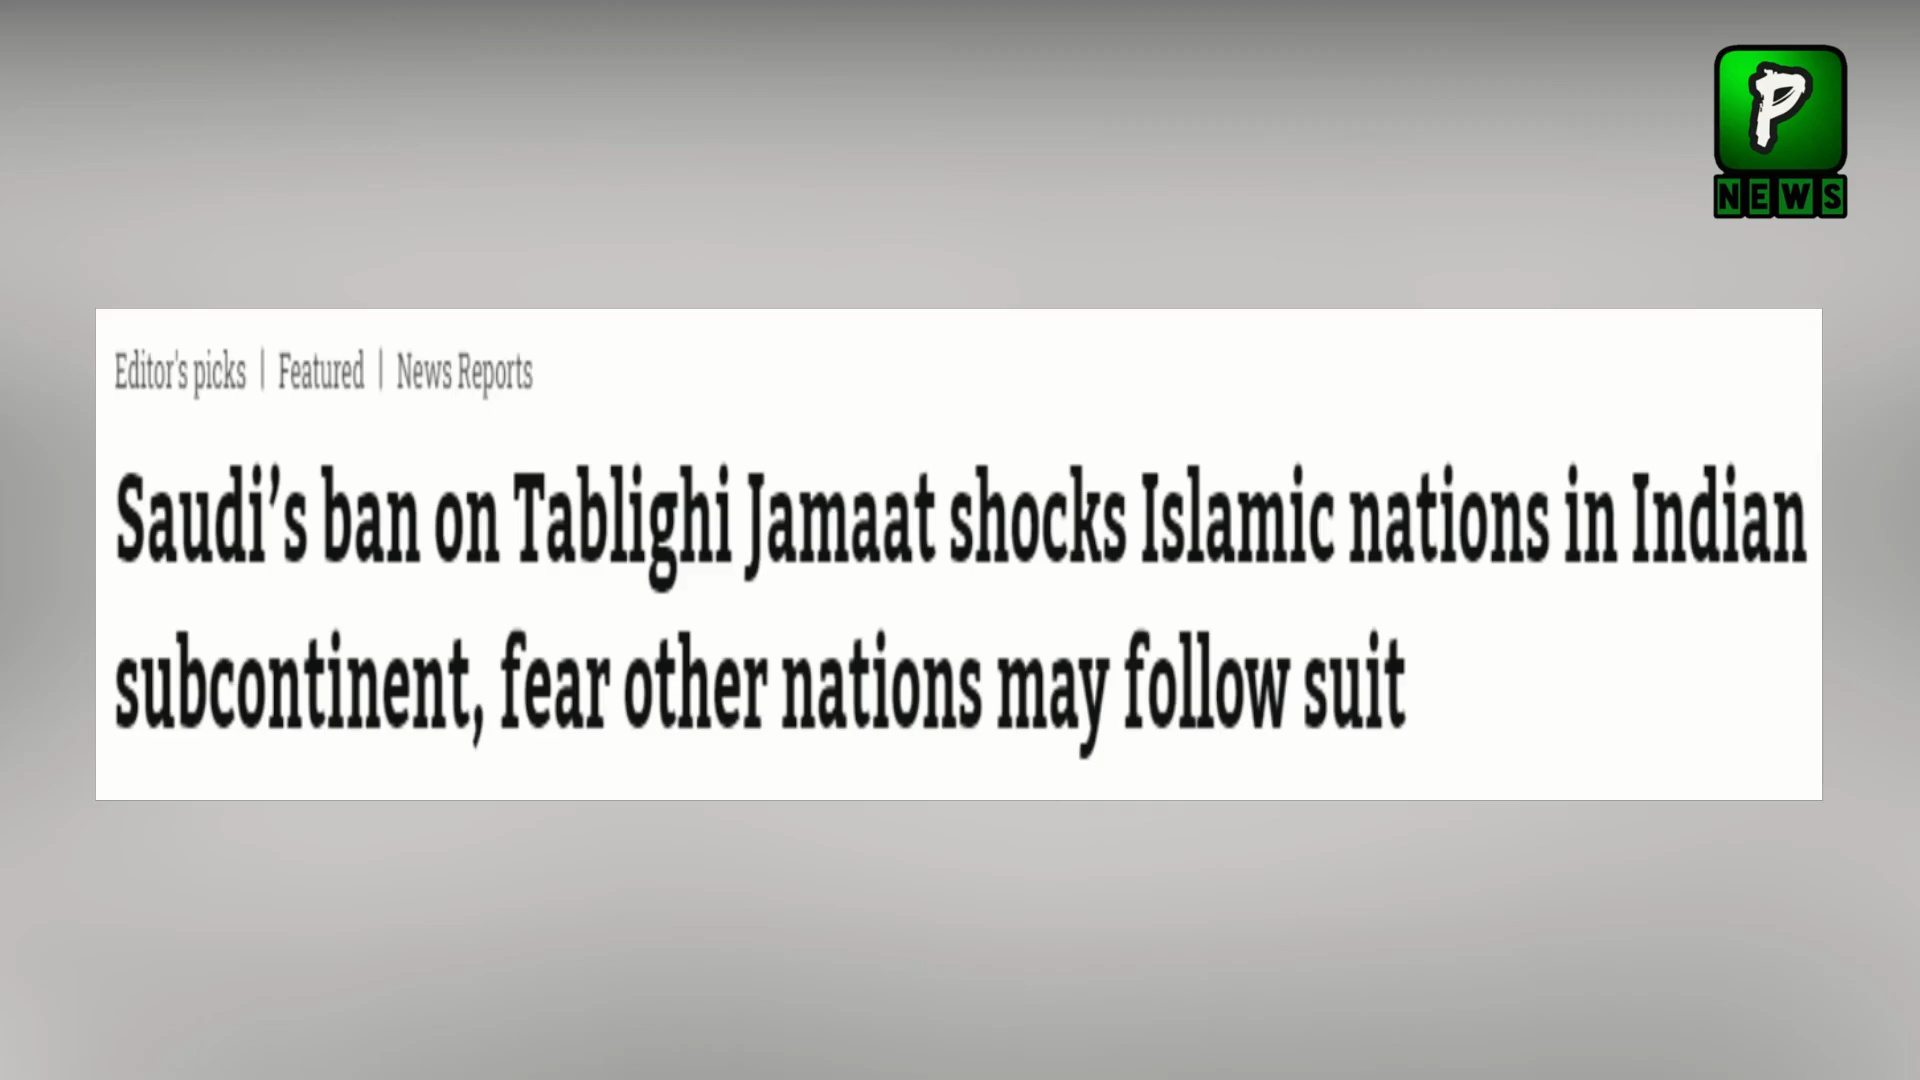 P
NEWS
Editor's picks | Featured | News Reports
Saudi’s ban on Tablighi Jamaat shocks Islamic nations in Indian
subcontinent, fear other nations may follow suit